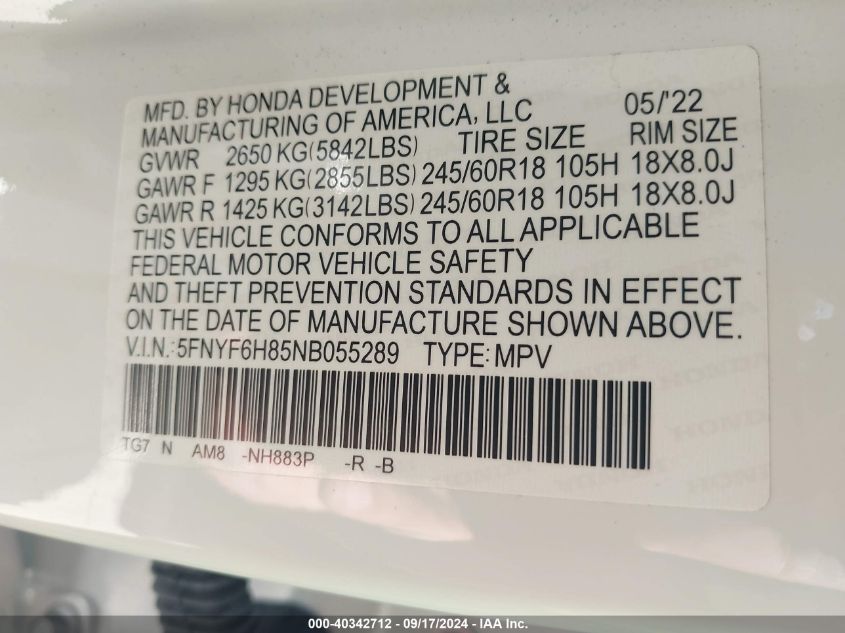 MFD. BY HONDA DEVELOPMENT &
MANUFACTURING OF AMERICA, LLC 05/'22
GVWR 2650 KG(5842LBS) TIRE SIZE RIM SIZE
GAWR F 1295 KG(2855LBS) 245/60R18 105H 18X8.0J
GAWR R 1425 KG(3142LBS) 245/60R18 105H 18X8.0J
THIS VEHICLE CONFORMS TO ALL APPLICABLE
FEDERAL MOTOR VEHICLE SAFETY
AND THEFT PREVENTION STANDARDS IN EFFECT
ON THE DATE OF MANUFACTURE SHOWN ABOVE.
V.I.N.:5FNYF6H85NB055289 TYPE:MPV
TG7 N AM8 -NH883P -R -B
000-40342712 - 09/17/2024 - IAA Inc.